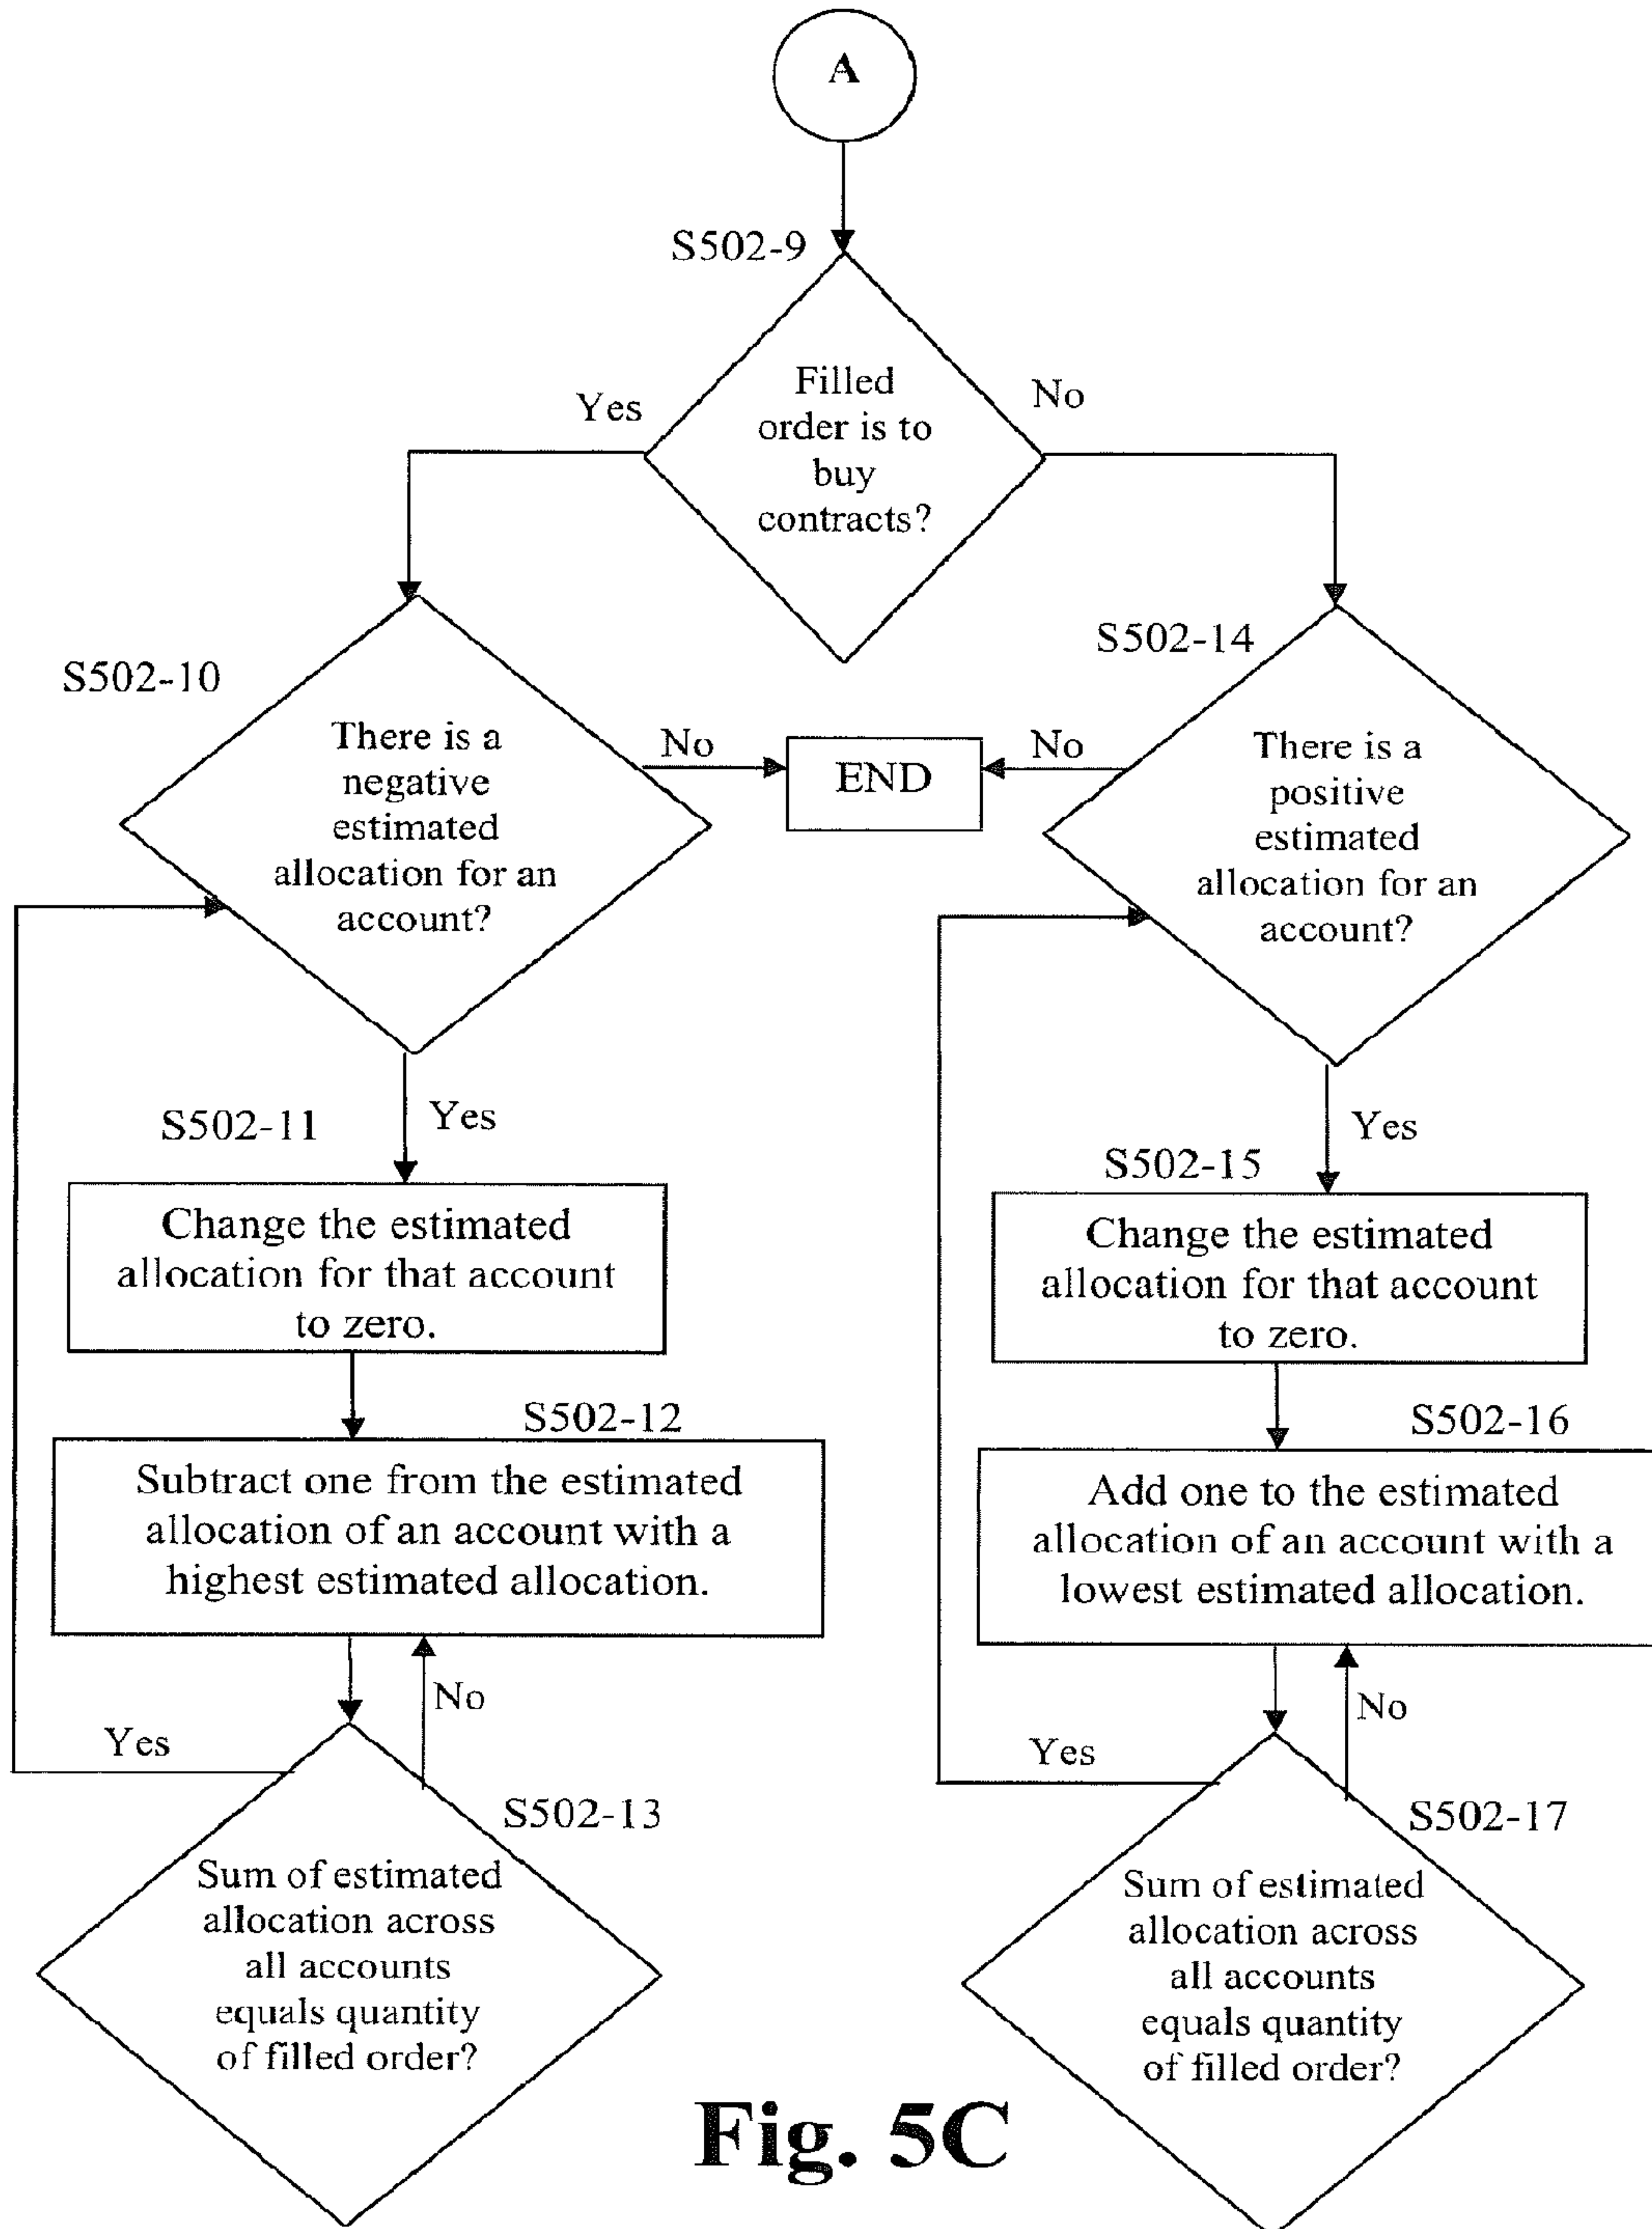 A
S502-9
Filled
order is to
buy
contracts?
Yes
No
S502-10
There is a
negative
estimated
allocation for an
account?
No
END
No
S502-14
There is a
positive
estimated
allocation for an
account?
S502-11
Yes
Change the estimated
allocation for that account
to zero.
S502-12
Subtract one from the estimated
allocation of an account with a
highest estimated allocation.
No
Yes
S502-13
Sum of estimated
allocation across
all accounts
equals quantity
of filled order?
Yes
S502-15
Change the estimated
allocation for that account
to zero.
S502-16
Add one to the estimated
allocation of an account with a
lowest estimated allocation.
No
Yes
S502-17
Sum of estimated
allocation across
all accounts
equals quantity
of filled order?
Fig. 5C